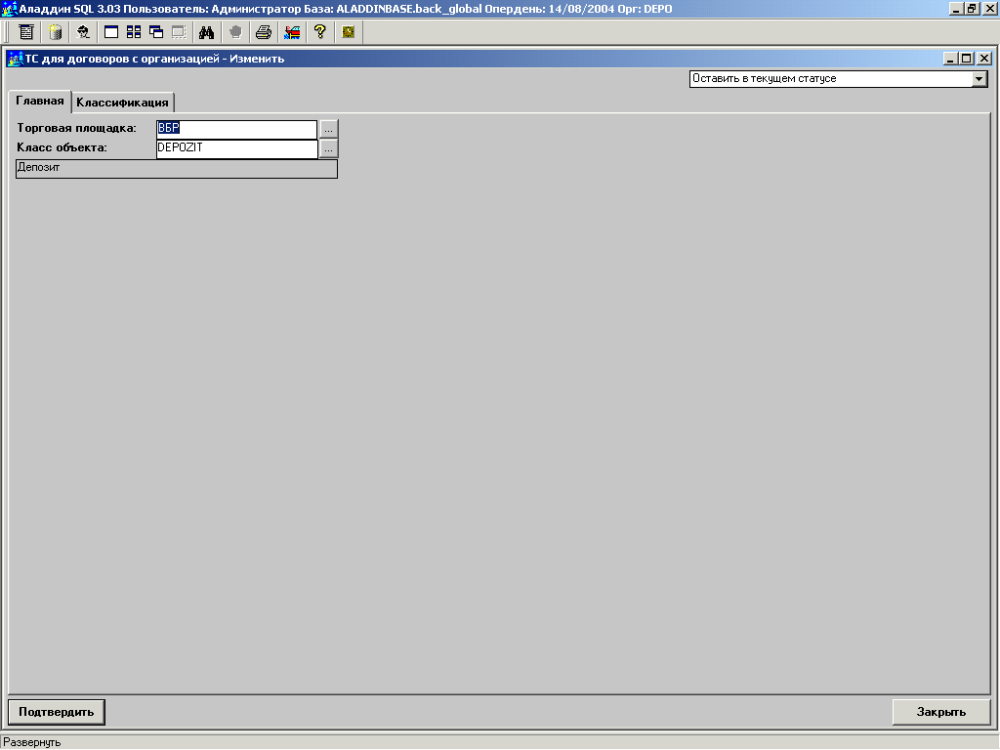 Аладдин SQL 3.03 Пользователь: Администратор База: ALADDINBASE.back_global Опердень: 14/08/2004 Орг: DEPO
ТС для договоров с организацией - Изменить
Оставить в текущем статусе
Главная Классификация
Торговая площадка: ВБР ...
Класс объекта: DEPOZIT ...
Депозит
Подтвердить Закрыть
Развернуть